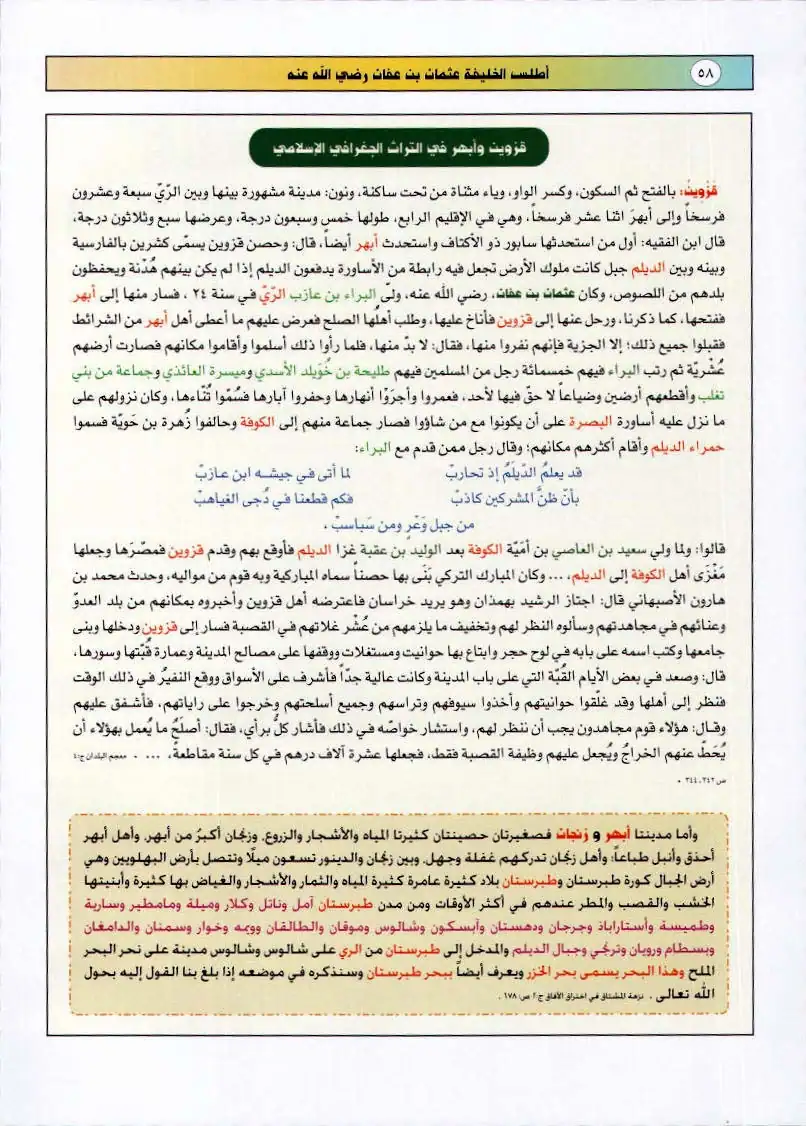 ٥٨
أطلس الخليفة عثمان بن عفان رضي الله عنه
قزوين وأبهر في التراث الجغرافي الإسلامي
قَزْوِينُ: بالفتح ثم السكون، وكسر الواو، وياء مثناة من تحت ساكنة، ونون: مدينة مشهورة بينها وبين الرّيّ سبعة وعشرون
فرسخاً وإلى أبهرَ اثنا عشر فرسخاً، وهي في الإقليم الرابع، طولها خمس وسبعون درجة، وعرضها سبع وثلاثون درجة،
قال ابن الفقيه: أول من استحدثها سابور ذو الأكتاف واستحدث أبهر أيضاً، قال: وحصن قزوين يسمّى كشرين بالفارسية
وبينه وبين الديلم جبل كانت ملوك الأرض تجعل فيه رابطة من الأساورة يدفعون الديلم إذا لم يكن بينهم هُدْنة ويحفظون
بلدهم من اللصوص، وكان عثمان بن عفان، رضي الله عنه، ولّى البراء بن عازب الرّيّ في سنة ٢٤ ، فسار منها إلى أبهر
ففتحها، كما ذكرنا، ورحل عنها إلى قزوين فأناخ عليها، وطلب أهلُها الصلح فعرض عليهم ما أعطى أهل أبهر من الشرائط
فقبلوا جميع ذلك؛ إلا الجزية فإنهم نفروا منها، فقال: لا بدّ منها، فلما رأوا ذلك أسلموا وأقاموا مكانهم فصارت أرضهم
عُشْريّة ثم رتب البراء فيهم خمسمائة رجل من المسلمين فيهم طليحة بن خُوَيلد الأسدي وميسرة العائذي وجماعة من بني
تغلب وأقطعهم أرضين وضياعاً لا حقّ فيها لأحد، فعمروا وأجرَوْا أنهارها وحفروا آبارها فسُمّوا تُنّاءها، وكان نزولهم على
ما نزل عليه أساورة البصرة على أن يكونوا مع من شاؤوا فصار جماعة منهم إلى الكوفة وحالفوا زُهرة بن حَويّة فسموا
حمراء الديلم وأقام أكثرهم مكانهم؛ وقال رجل ممن قدم مع البراء:
قد يعلمُ الدّيلَمُ إذ تحاربْ لما أتى في جيشه ابن عازبْ
بأنّ ظنَّ المشركين كاذبْ فكم قطعنا في دُجى الغياهبْ
من جبل وَعْرٍ ومن سَباسبْ .
قالوا: ولما ولي سعيد بن العاصي بن أمَيّة الكوفة بعد الوليد بن عقبة غزا الديلم فأوقع بهم وقدم قزوين فمصّرَها وجعلها
مَغْزَى أهل الكوفة إلى الديلم، ... وكان المبارك التركي بَنَى بها حصناً سماه المباركية وبه قوم من مواليه، وحدث محمد بن
هارون الأصبهاني قال: اجتاز الرشيد بهمذان وهو يريد خراسان فاعترضه أهل قزوين وأخبروه بمكانهم من بلد العدوّ
وعنائهم في مجاهدتهم وسألوه النظر لهم وتخفيف ما يلزمهم من عُشْر غلاتهم في القصبة فسار إلى قزوين ودخلها وبنى
جامعها وكتب اسمه على بابه في لوح حجر وابتاع بها حوانيت ومستغلات ووقفها على مصالح المدينة وعمارة قُبّتها وسورها،
قال: وصعد في بعض الأيام القُبّة التي على باب المدينة وكانت عالية جدّاً فأشرف على الأسواق ووقع النفيرُ في ذلك الوقت
فنظر إلى أهلها وقد غلّقوا حوانيتهم وأخذوا سيوفهم وتراسهم وجميع أسلحتهم وخرجوا على راياتهم، فأشفق عليهم
وقال: هؤلاء قوم مجاهدون يجب أن ننظر لهم، واستشار خواصّه في ذلك فأشار كلٌّ برأي، فقال: أصلَحُ ما يُعمل بهؤلاء أن
يُحَطّ عنهم الخراجُ ويُجعل عليهم وظيفة القصبة فقط، فجعلها عشرة آلاف درهم في كل سنة مقاطعةً، ... . معجم البلدان ج٤
ص ٣٤٢، ٣٤٤ .
وأما مدينتا أبهر و زنجان فصغيرتان حصينتان كثيرتا المياه والأشجار والزروع. وزنجان أكبرُ من أبهر. وأهل أبهر
أحذق وأنبل طباعاً؛ وأهل زنجان تدركهم غفلة وجهل. وبين زنجان والدينور تسعون ميلًا وتتصل بأرض البهلويين وهي
أرض الجبال كورة طبرستان وطبرستان بلاد كثيرة عامرة كثيرة المياه والثمار والأشجار والغياض بها كثيرة وأبنيتها
الخشب والقصب والمطر عندهم في أكثر الأوقات ومن مدن طبرستان آمل وناتل وكلار وميلة ومامطير وسارية
وطميسة وأستاراباذ وجرجان ودهستان وآبسكون وشالوس وموقان والطالقان وويمه وخوار وسمنان والدامغان
وبسطام ورويان وترنجي وجبال الديلم والمدخل إلى طبرستان من الري على شالوس وشالوس مدينة على نحر البحر
الملح وهذا البحر يسمى بحر الخزر ويعرف أيضاً ببحر طبرستان وسنذكره في موضعه إذا بلغ بنا القول إليه بحول
الله تعالى . نزهة المشتاق في اختراق الآفاق ج٢ ص٦٧٨ .